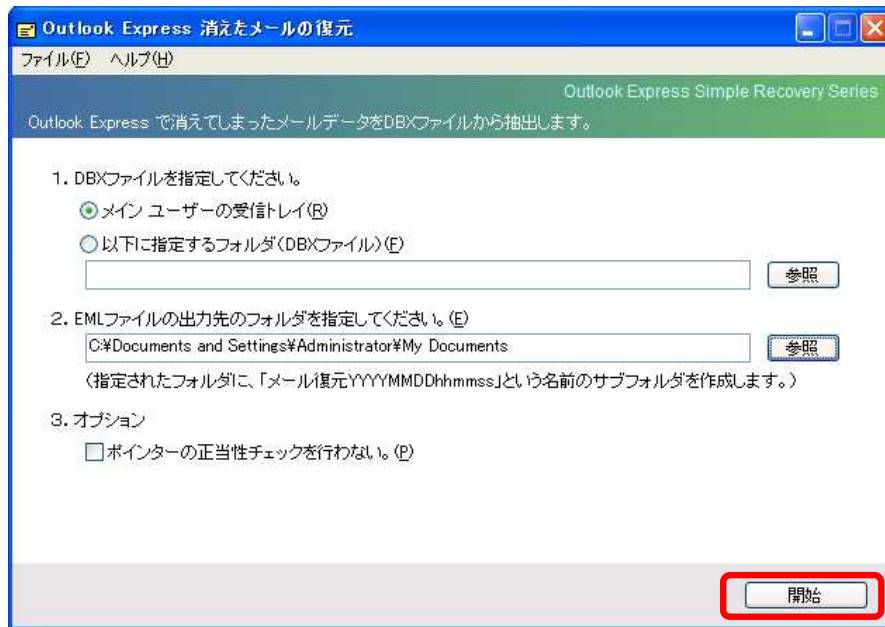 Outlook Express 消えたメールの復元
ファイル(F) ヘルプ(H)
Outlook Express Simple Recovery Series
Outlook Express で消えてしまったメールデータをDBXファイルから抽出します。
1. DBXファイルを指定してください。
メイン ユーザーの受信トレイ(R)
以下に指定するフォルダ(DBXファイル)(F)
参照
2. EMLファイルの出力先のフォルダを指定してください。(E)
C:¥Documents and Settings¥Administrator¥My Documents
参照
(指定されたフォルダに、「メール復元YYYYMMDDhhmmss」という名前のサブフォルダを作成します。)
3. オプション
ポインターの正当性チェックを行わない。(P)
開始